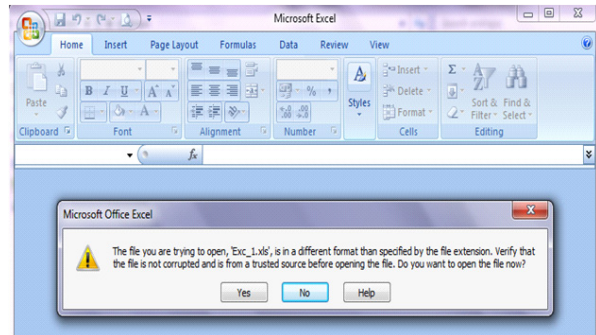 Microsoft Excel
Home Insert Page Layout Formulas Data Review View
Paste
B I U A A
A
% ,
Styles
Insert
Delete
Format
Σ
Sort & Filter
Find & Select
Clipboard Font Alignment Number Cells Editing
fx
Microsoft Office Excel
The file you are trying to open, 'Exc_1.xls', is in a different format than specified by the file extension. Verify that
the file is not corrupted and is from a trusted source before opening the file. Do you want to open the file now?
Yes No Help